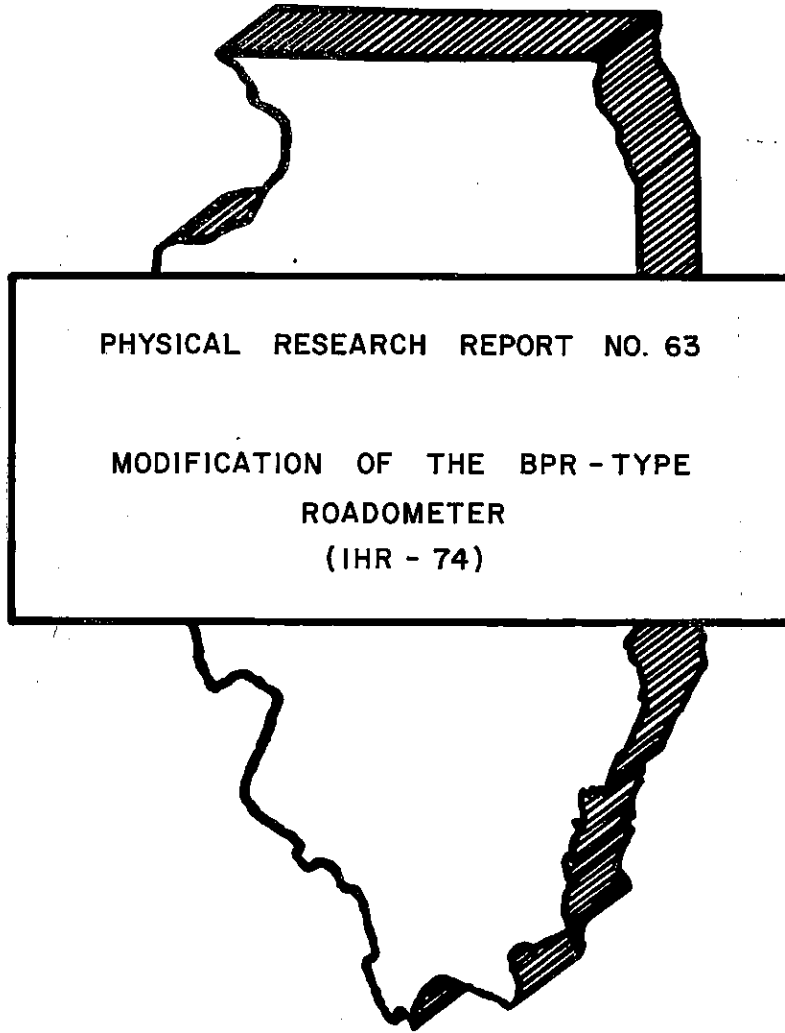 PHYSICAL RESEARCH REPORT NO. 63
MODIFICATION OF THE BPR-TYPE
ROADOMETER
(IHR-74)